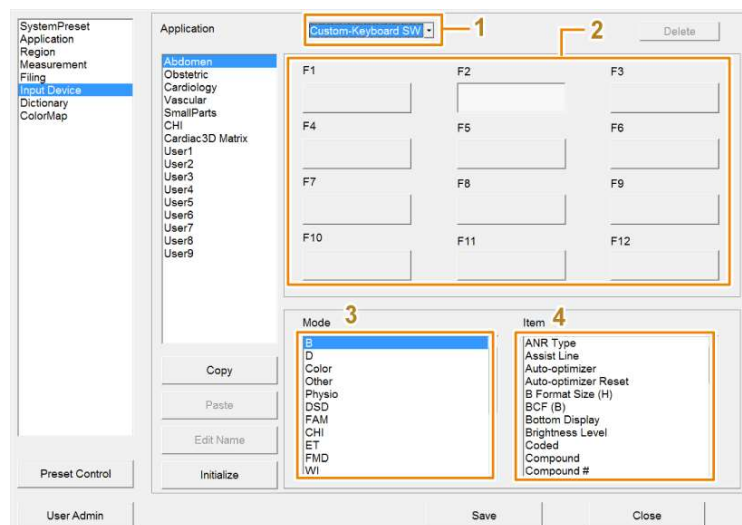 SystemPreset
Application
Region
Measurement
Filing
Input Device
Dictionary
ColorMap
Preset Control
User Admin
Application
Abdomen
Obstetric
Cardiology
Vascular
SmallParts
CHI
Cardiac3D Matrix
User1
User2
User3
User4
User5
User6
User7
User8
User9
Copy
Paste
Edit Name
Initialize
Custom-Keyboard SW
1
2
Delete
F1 F2 F3
F4 F5 F6
F7 F8 F9
F10 F11 F12
Mode 3
B
D
Color
Other
Physio
DSD
FAM
CHI
ET
FMD
WI
Item 4
ANR Type
Assist Line
Auto-optimizer
Auto-optimizer Reset
B Format Size (H)
BCF (B)
Bottom Display
Brightness Level
Coded
Compound
Compound #
Save
Close